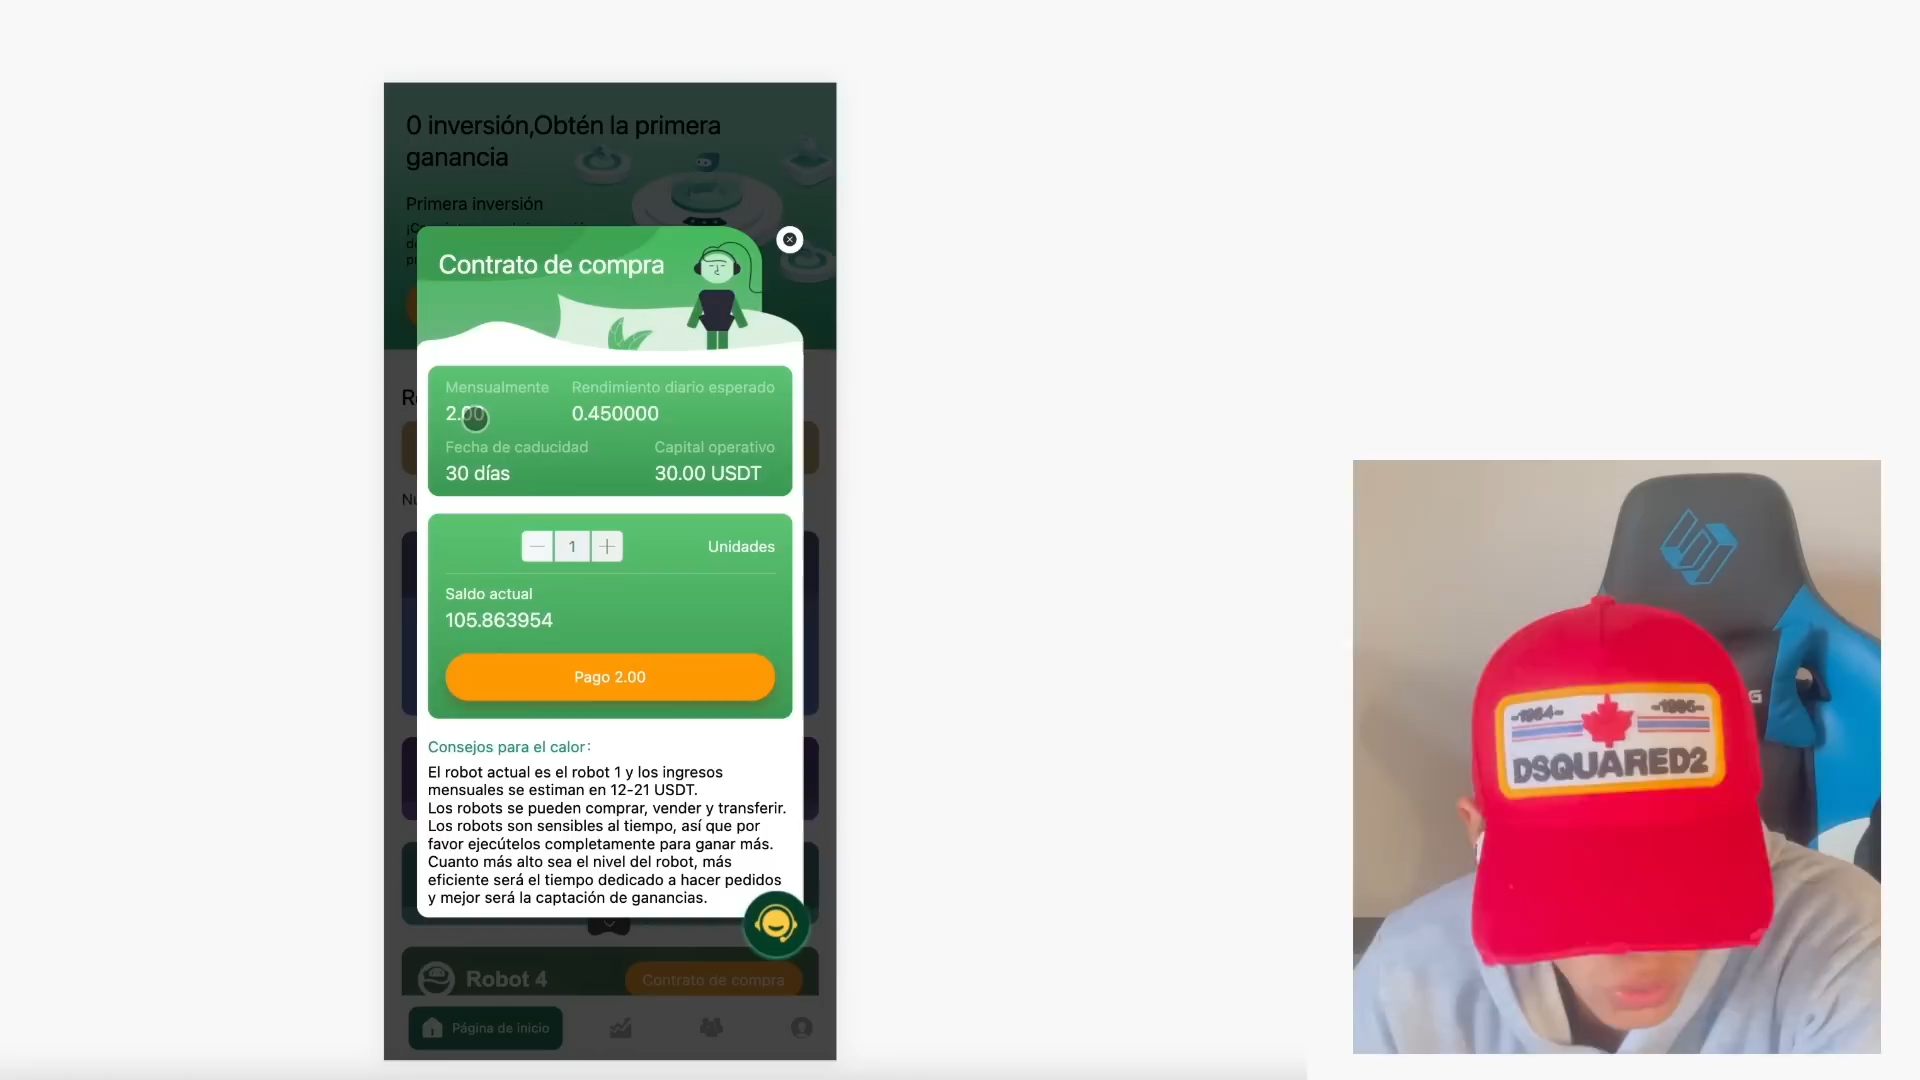 0 inversión,Obtén la primera
ganancia
Primera inversión
Contrato de compra
Mensualmente
Rendimiento diario esperado
2.00
0.450000
Fecha de caducidad
Capital operativo
30 días
30.00 USDT
1
Unidades
Saldo actual
105.863954
Pago 2.00
Consejos para el calor:
El robot actual es el robot 1 y los ingresos
mensuales se estiman en 12-21 USDT.
Los robots se pueden comprar, vender y transferir.
Los robots son sensibles al tiempo, así que por
favor ejecútelos completamente para ganar más.
Cuanto más alto sea el nivel del robot, más
eficiente será el tiempo dedicado a hacer pedidos
y mejor será la captación de ganancias.
Robot 4
Contrato de compra
Página de inicio
-1964-
-1995-
DSQUARED2